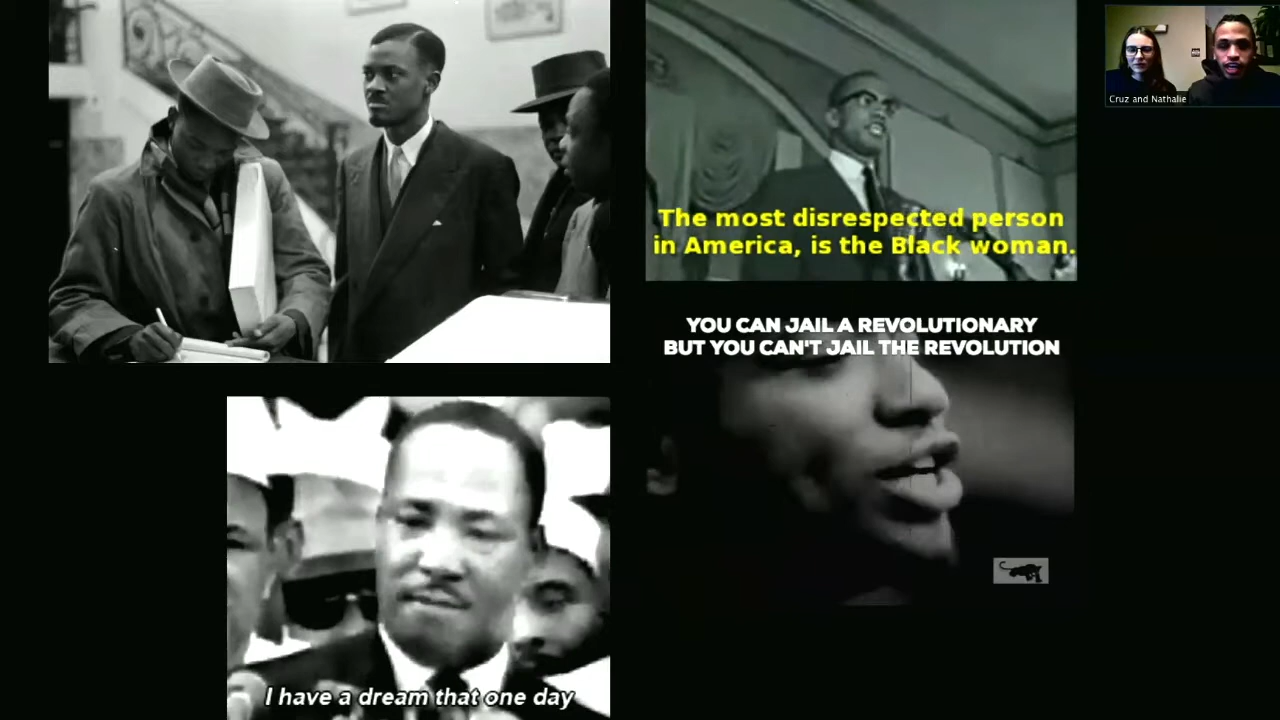 The most disrespected person
in America, is the Black woman.
Cruz and Nathalie
YOU CAN JAIL A REVOLUTIONARY
BUT YOU CAN'T JAIL THE REVOLUTION
I have a dream that one day